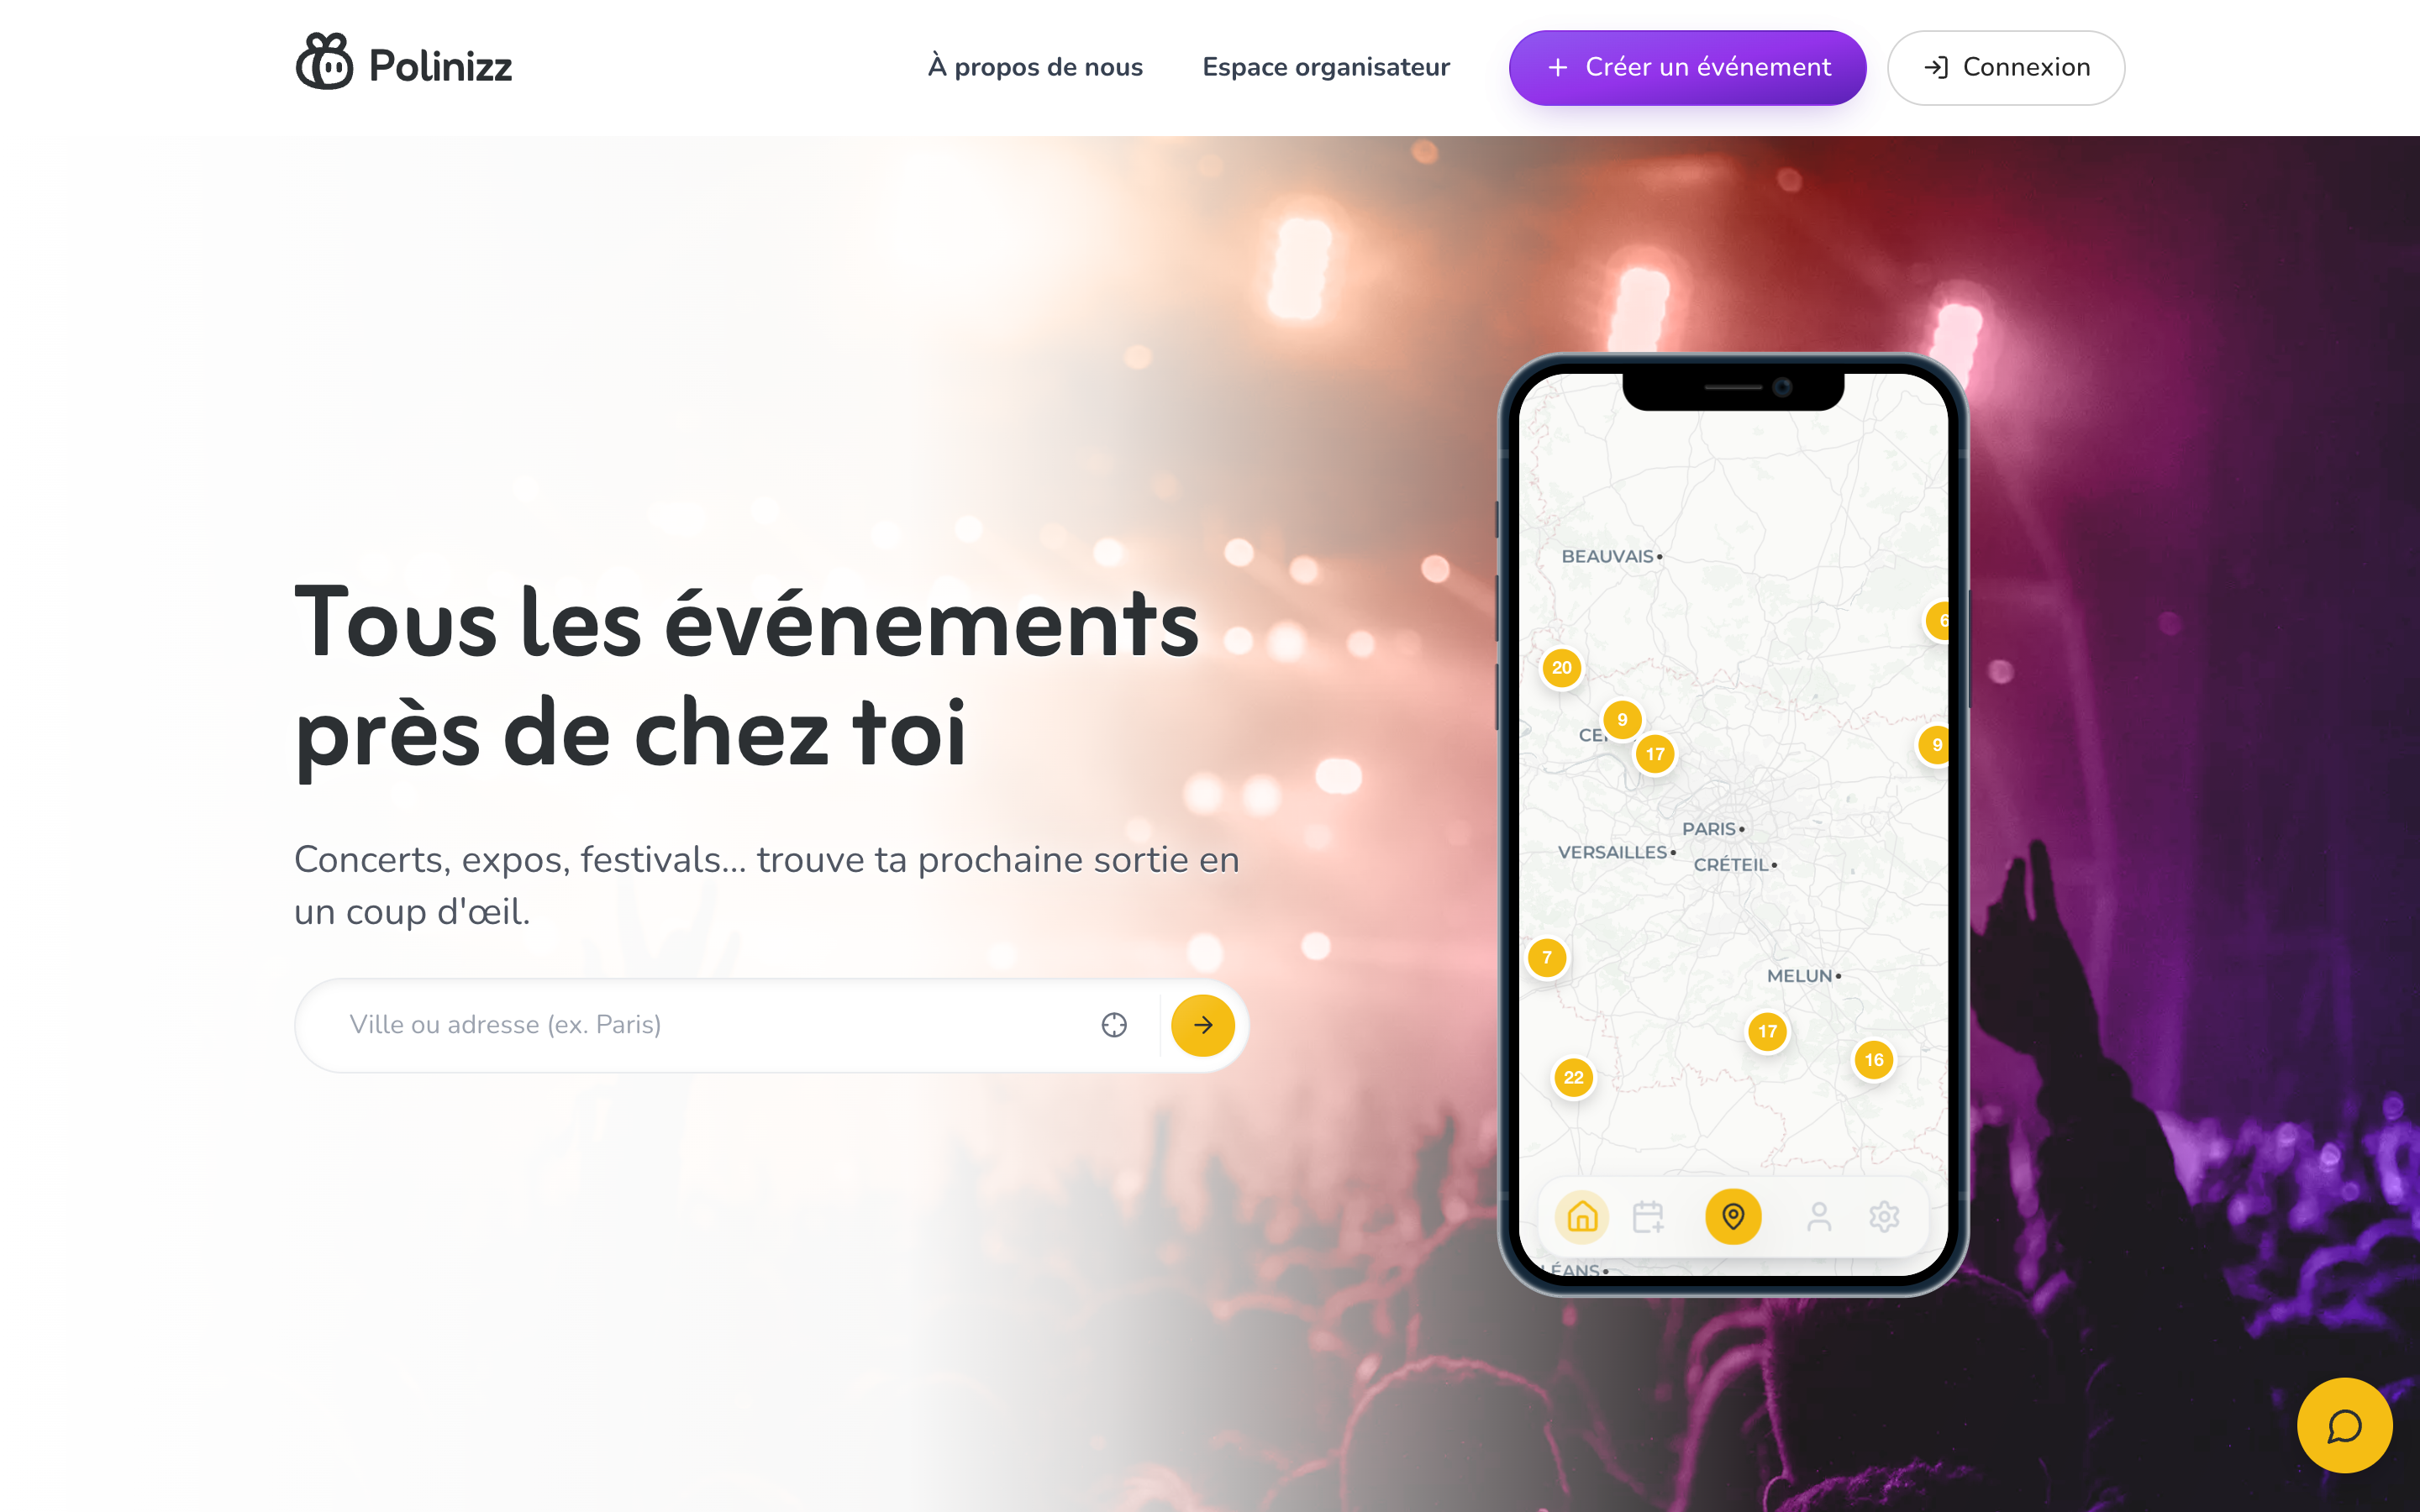 Polinizz
À propos de nous
Espace organisateur
Créer un événement
Connexion
Tous les événements
près de chez toi
Concerts, expos, festivals... trouve ta prochaine sortie en
un coup d'œil.
Ville ou adresse (ex. Paris)
BEAUVAIS
6
20
9
17
9
PARIS
VERSAILLES
CRÉTEIL
7
MELUN
17
16
22